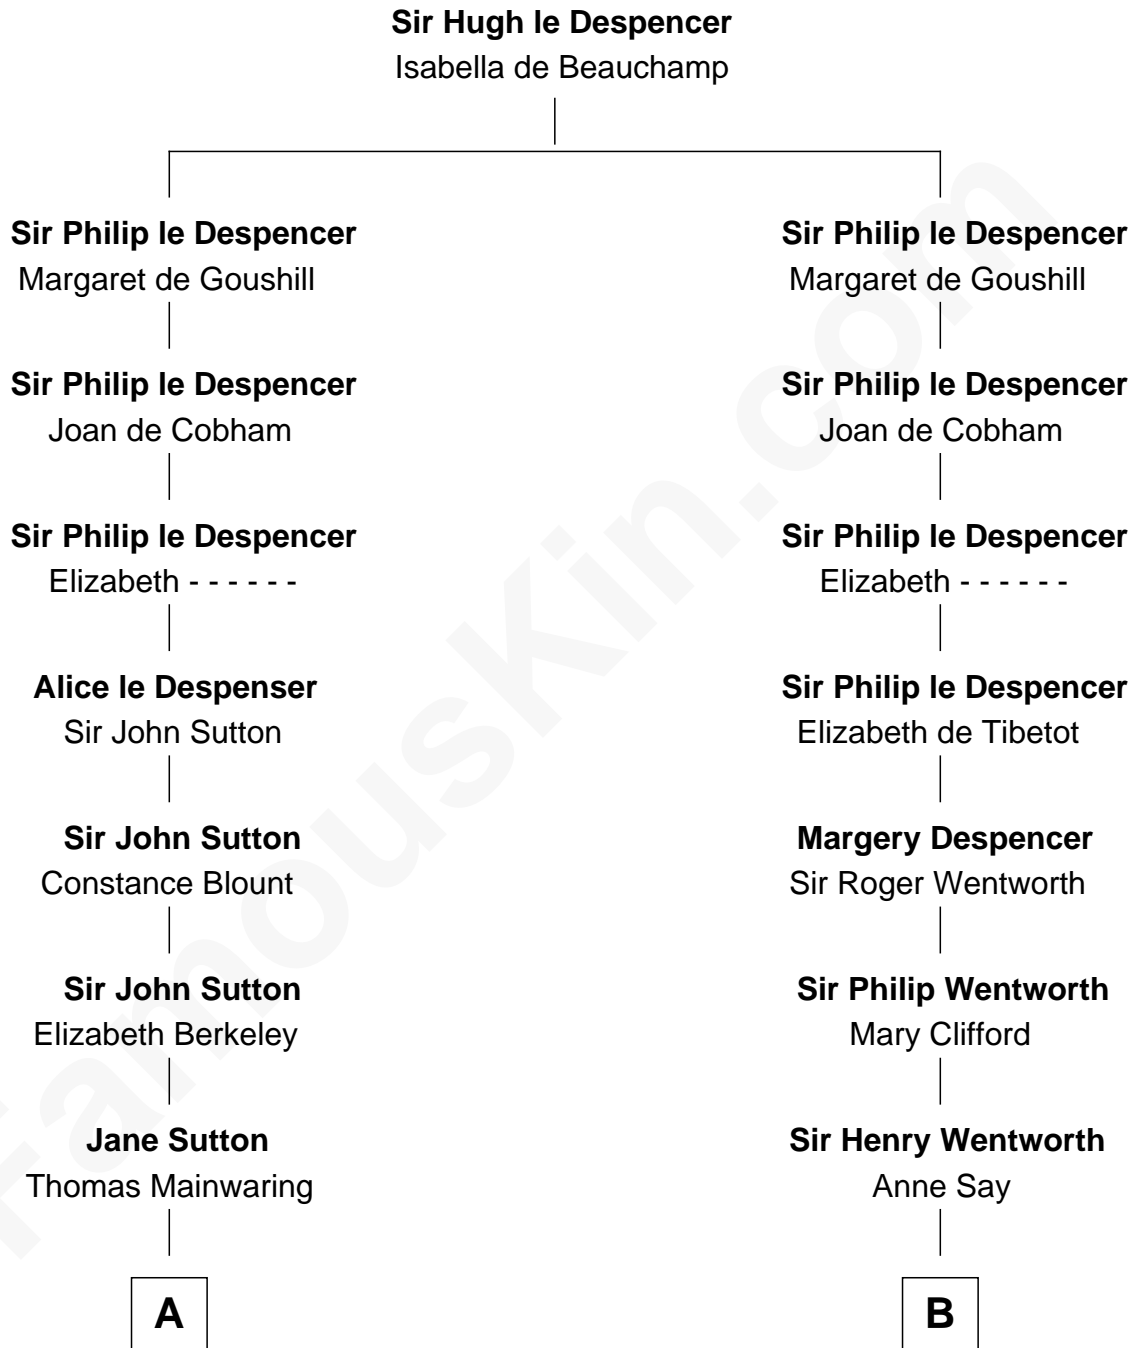 Sir Hugh le Despencer
Isabella de Beauchamp
Sir Philip le Despencer
Margaret de Goushill
Sir Philip le Despencer
Margaret de Goushill
Sir Philip le Despencer
Joan de Cobham
Sir Philip le Despencer
Joan de Cobham
Sir Philip le Despencer
Elizabeth - - - - - -
Sir Philip le Despencer
Elizabeth - - - - - -
Alice le Despenser
Sir John Sutton
Sir Philip le Despencer
Elizabeth de Tibetot
Sir John Sutton
Constance Blount
Margery Despencer
Sir Roger Wentworth
Sir John Sutton
Elizabeth Berkeley
Sir Philip Wentworth
Mary Clifford
Jane Sutton
Thomas Mainwaring
Sir Henry Wentworth
Anne Say
A
B
FamousKin.com